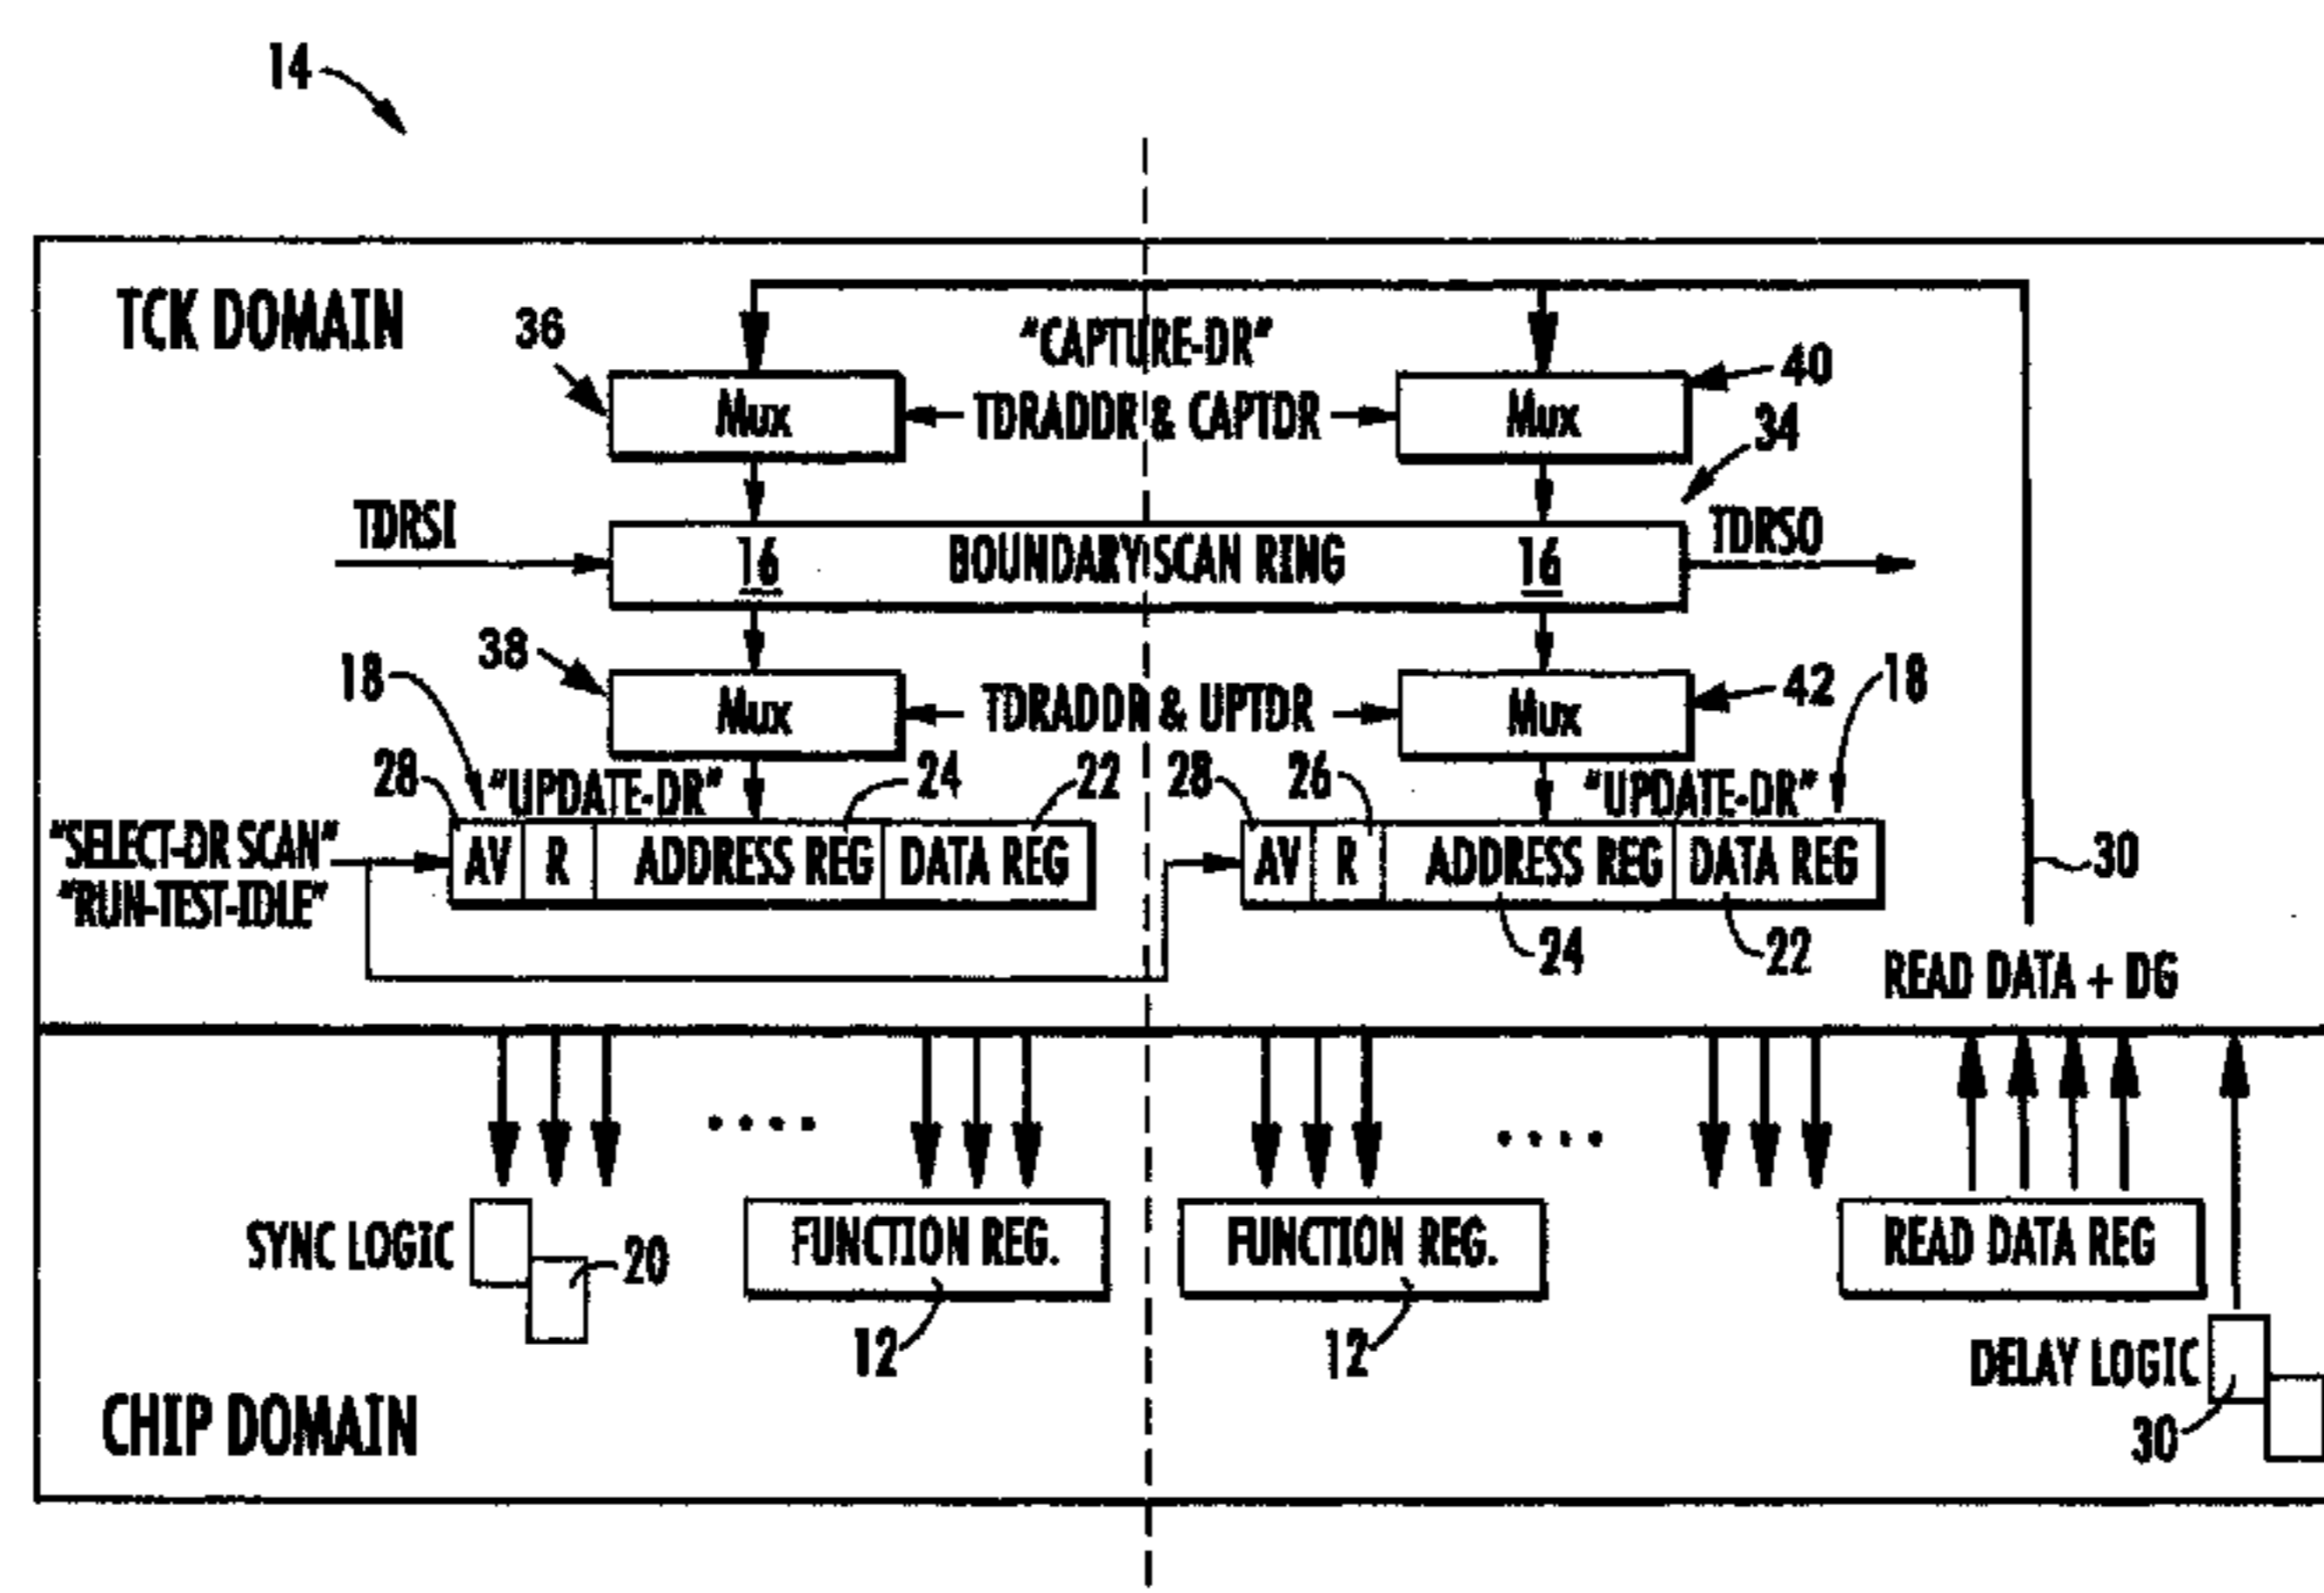 14
TCK DOMAIN
36
"CAPTURE-DR"
40
Mux
TDRADDR & CAPTDR
Mux
34
TDRSI
16
BOUNDARY SCAN RING
16
TDRSO
38
18
Mux
TDRADDN & UPTDR
Mux
42
18
28
"UPDATE-DR"
24
22
28
26
"UPDATE-DR"
"SELECT-DR SCAN"
"RUN-TEST-IDLE"
AV
R
ADDRESS REG
DATA REG
AV
R
ADDRESS REG
DATA REG
30
24
22
READ DATA + DG
SYNC LOGIC
20
FUNCTION REG.
FUNCTION REG.
READ DATA REG
12
12
DELAY LOGIC
30
CHIP DOMAIN